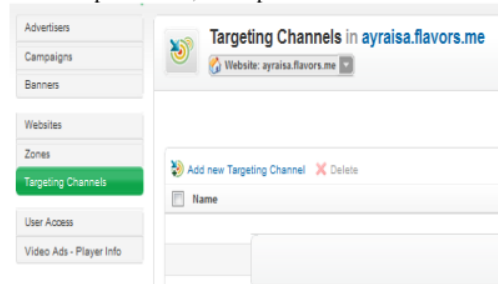 Advertisers
Campaigns
Banners
Websites
Zones
Targeting Channels
User Access
Video Ads - Player Info
Targeting Channels in ayraisa.flavors.me
Website: ayraisa.flavors.me
Add new Targeting Channel Delete
Name